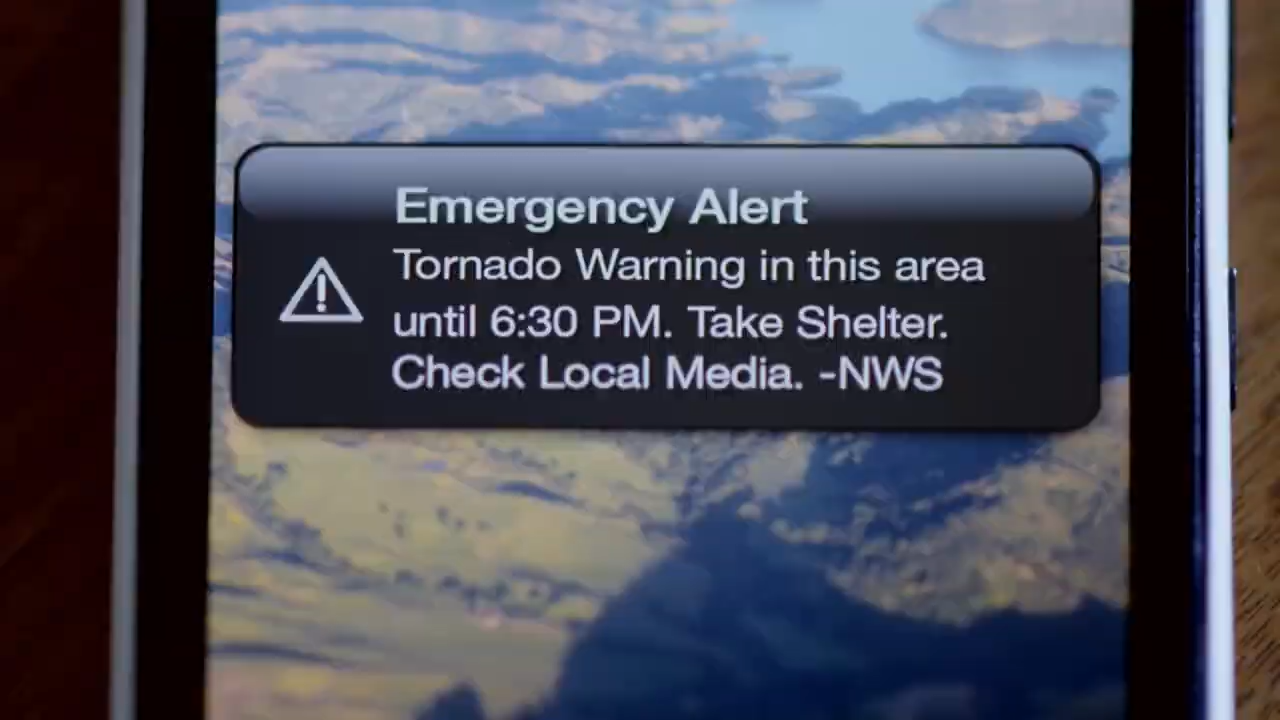 Emergency Alert
Tornado Warning in this area
until 6:30 PM. Take Shelter.
Check Local Media. -NWS